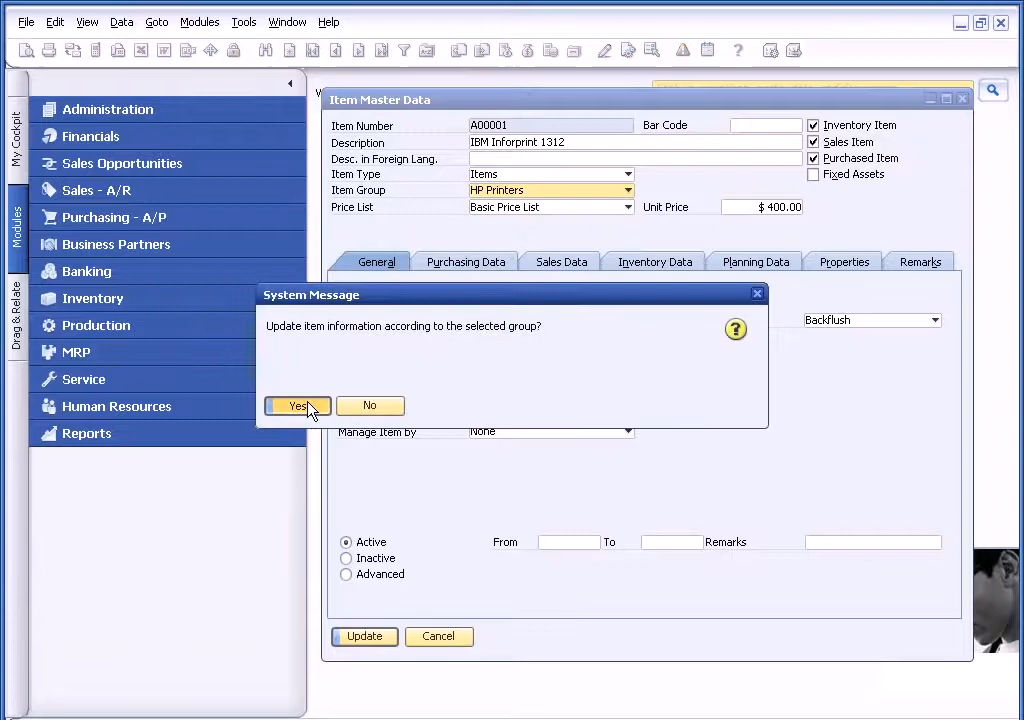 File Edit View Data Goto Modules Tools Window Help
My Cockpit
Modules
Drag & Relate
Administration
Financials
Sales Opportunities
Sales - A/R
Purchasing - A/P
Business Partners
Banking
Inventory
Production
MRP
Service
Human Resources
Reports
Item Master Data
Item Number A00001 Bar Code Inventory Item
Description IBM Inforprint 1312 Sales Item
Desc. in Foreign Lang. Purchased Item
Item Type Items Fixed Assets
Item Group HP Printers
Price List Basic Price List Unit Price $ 400.00
General Purchasing Data Sales Data Inventory Data Planning Data Properties Remarks
System Message
Update item information according to the selected group?
Backflush
Yes No
Manage Item by None
Active From To Remarks
Inactive
Advanced
Update Cancel